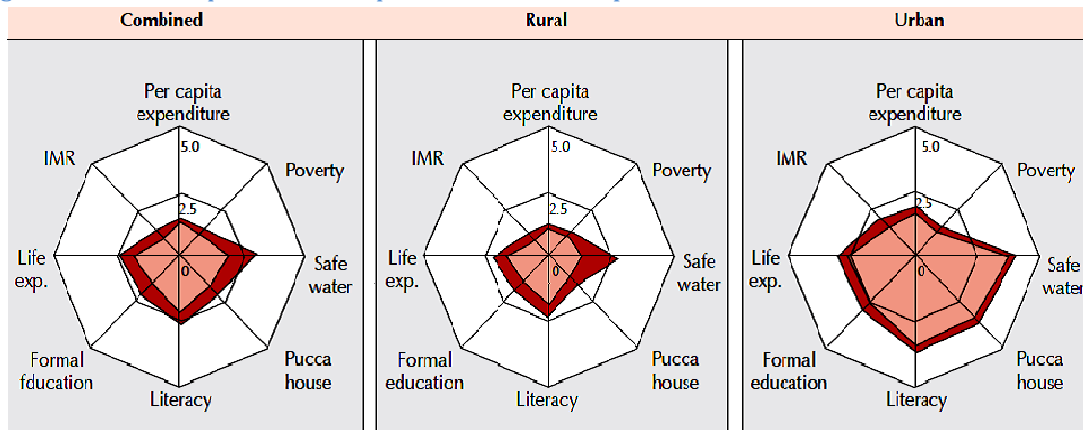 Combined
Rural
Urban
Per capita
expenditure
5.0
IMR
Poverty
2.5
Life
exp.
0
Safe
water
Formal
fducation
Pucca
house
Literacy
Per capita
expenditure
5.0
IMR
Poverty
2.5
Life
exp.
0
Safe
water
Formal
education
Pucca
house
Literacy
Per capita
expenditure
5.0
IMR
Poverty
2.5
Life
exp.
0
Safe
water
Formal
education
Pucca
house
Literacy